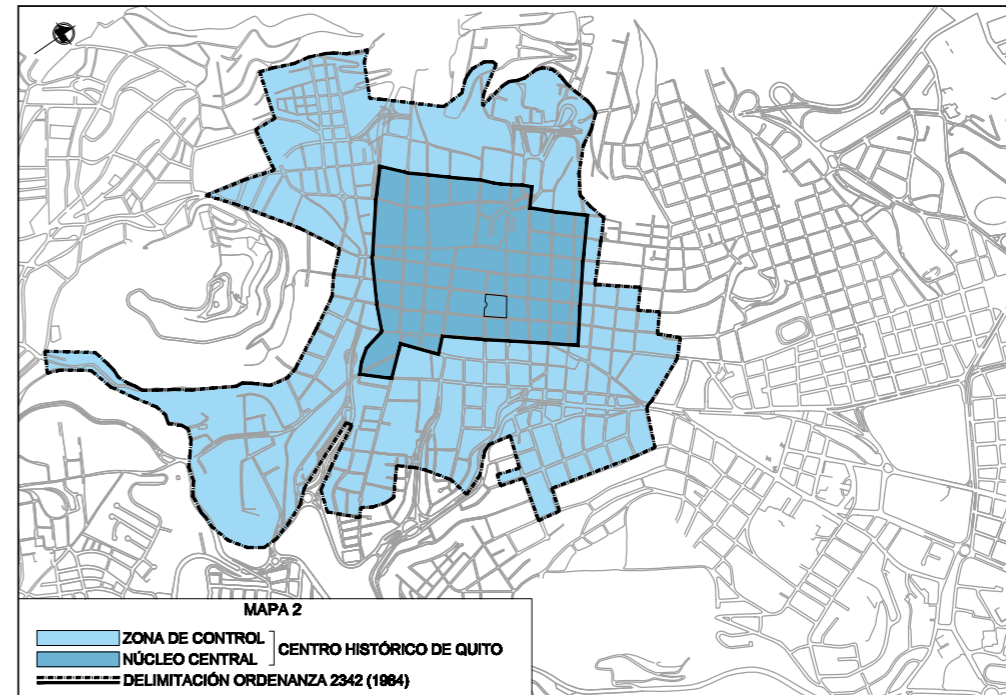 MAPA 2
ZONA DE CONTROL
NÚCLEO CENTRAL
CENTRO HISTÓRICO DE QUITO
DELIMITACIÓN ORDENANZA 2342 (1984)